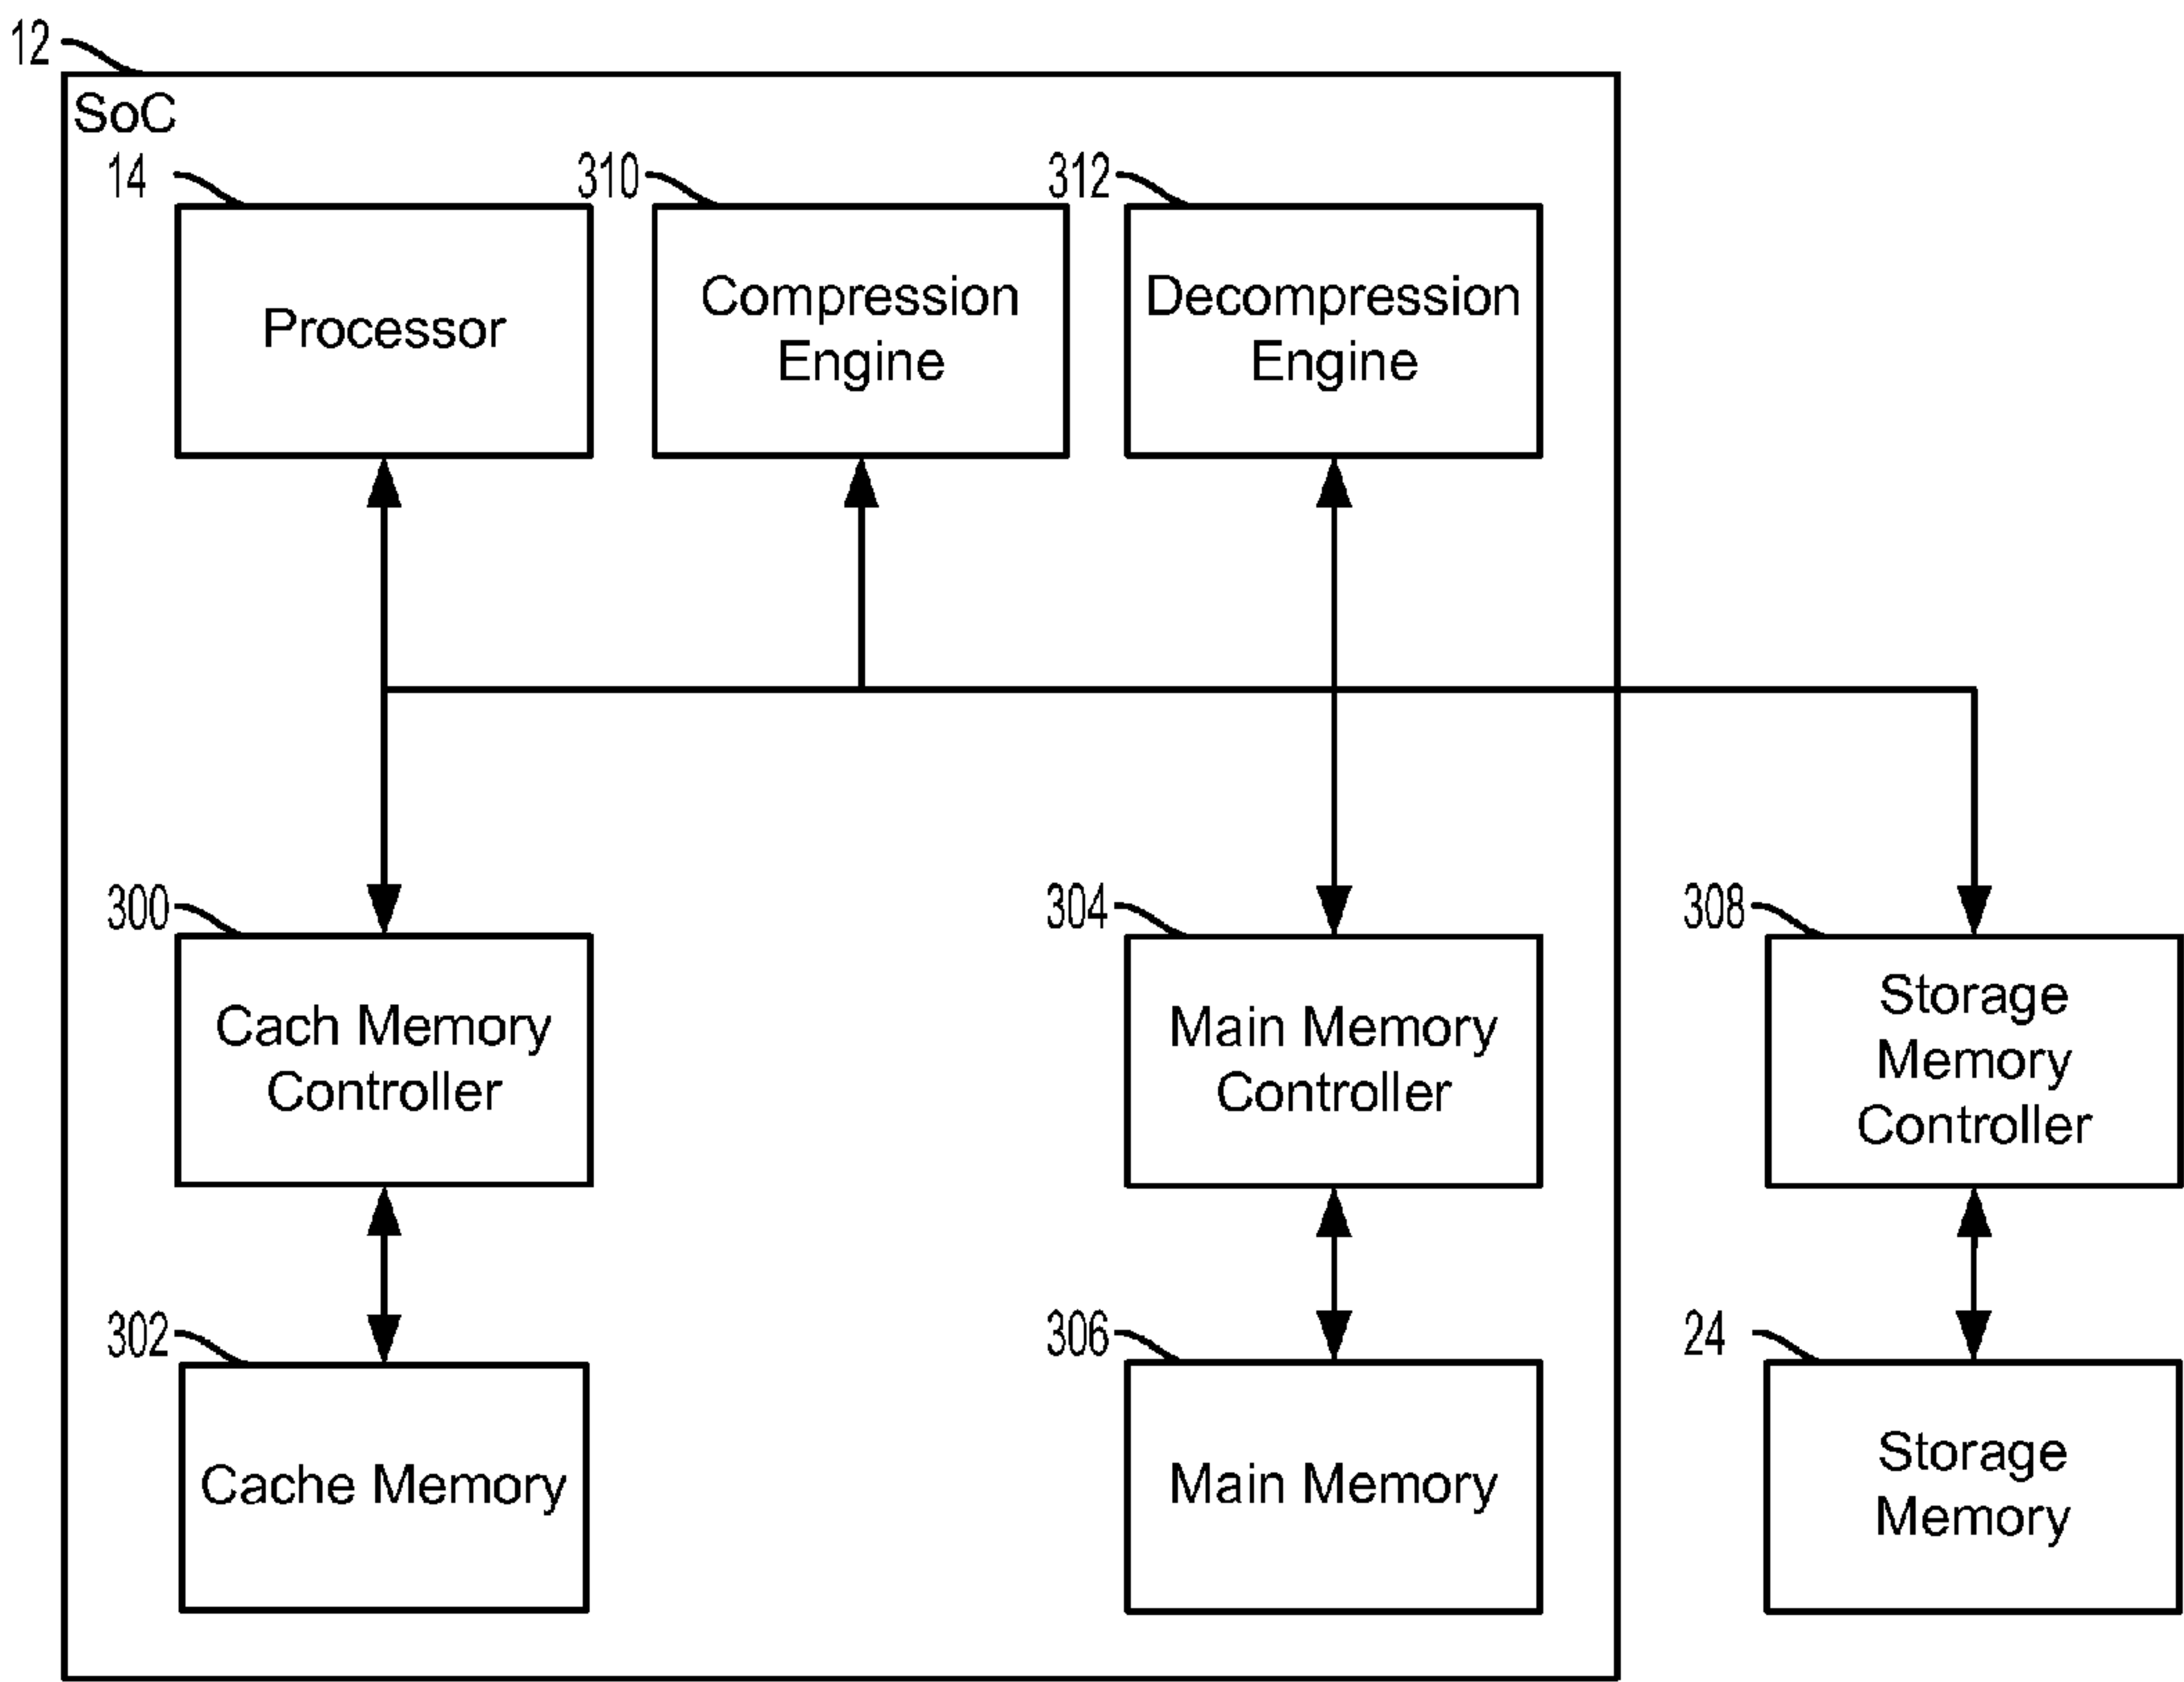 12
SoC
14
310
312
Processor
Compression
Engine
Decompression
Engine
300
304
308
Cach Memory
Controller
Main Memory
Controller
Storage
Memory
Controller
302
306
24
Cache Memory
Main Memory
Storage
Memory